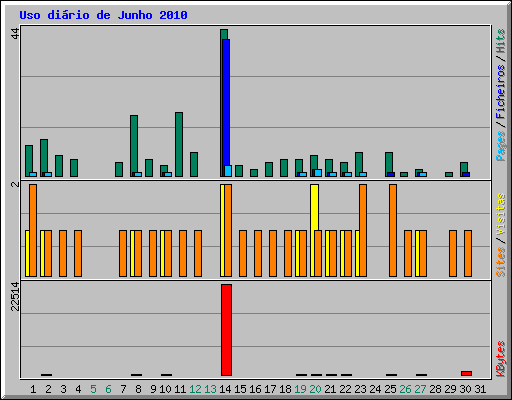 Uso diário de Junho 2010
44
2
22514
Pages / Ficheiros / Hits
Sites / Visitas
KBytes
1 2 3 4 5 6 7 8 9 10 11 12 13 14 15 16 17 18 19 20 21 22 23 24 25 26 27 28 29 30 31